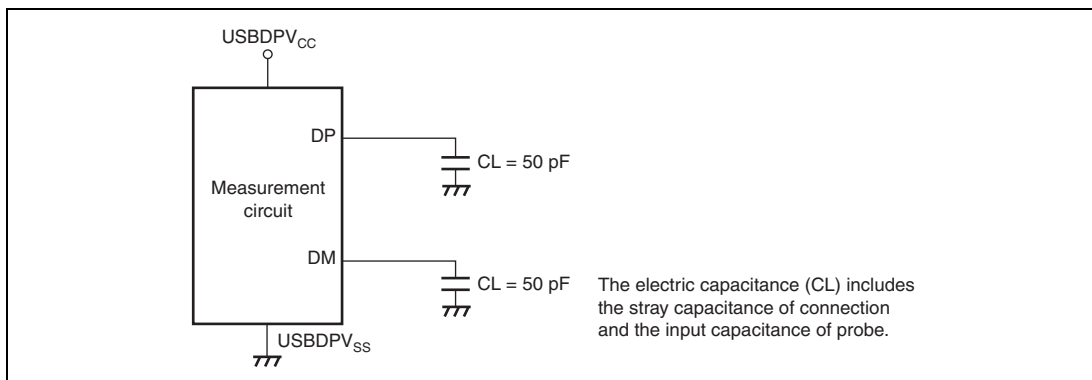 USBDPVCC
DP
CL = 50 pF
Measurement
circuit
DM
CL = 50 pF
The electric capacitance (CL) includes
the stray capacitance of connection
and the input capacitance of probe.
USBDPVSS